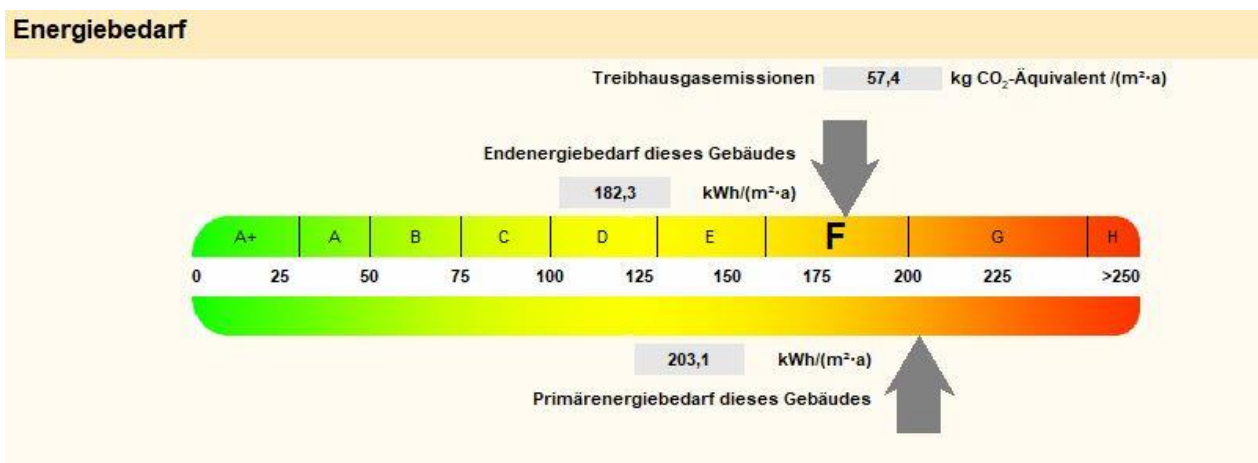 Energiebedarf
Treibhausgasemissionen 57,4 kg CO₂-Äquivalent /(m²·a)
Endenergiebedarf dieses Gebäudes
182,3 kWh/(m²·a)
A+ A B C D E F G H
0 25 50 75 100 125 150 175 200 225 >250
203,1 kWh/(m²·a)
Primärenergiebedarf dieses Gebäudes